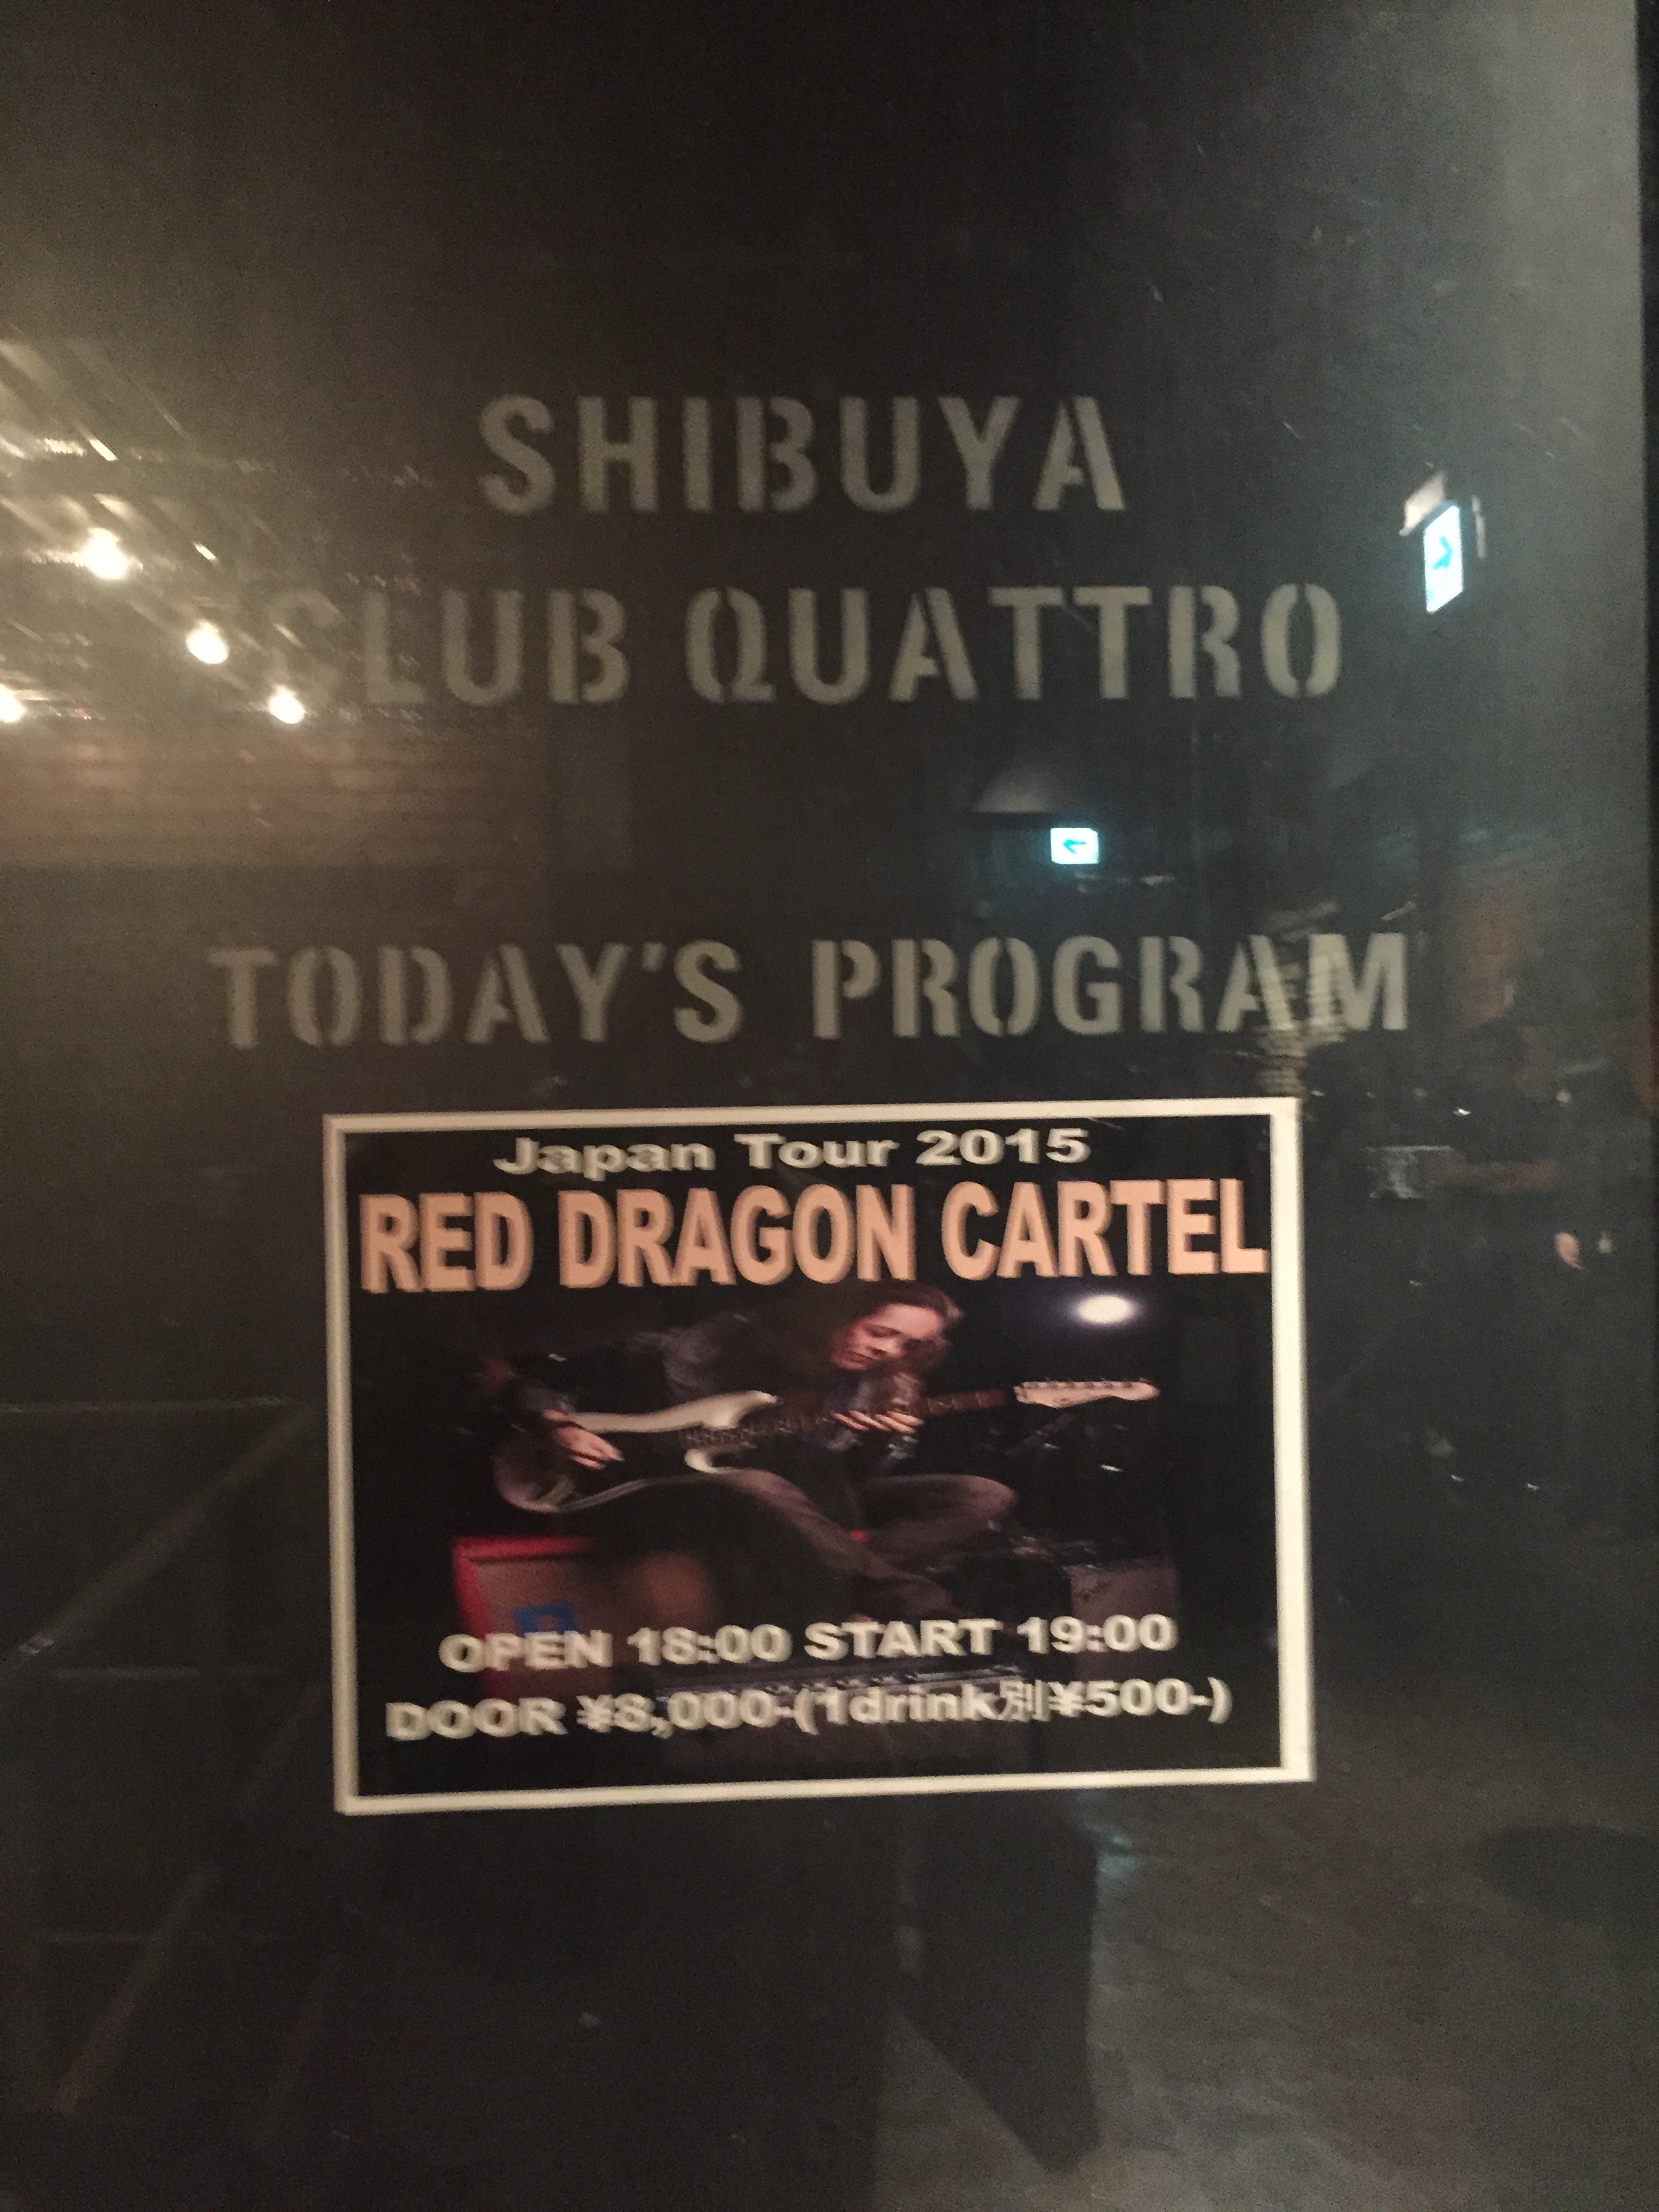 SHIBUYA
CLUB QUATTRO
TODAY'S PROGRAM
Japan Tour 2015
RED DRAGON CARTEL
OPEN 18:00 START 19:00
DOOR ¥8,000-(1drink別¥500-)